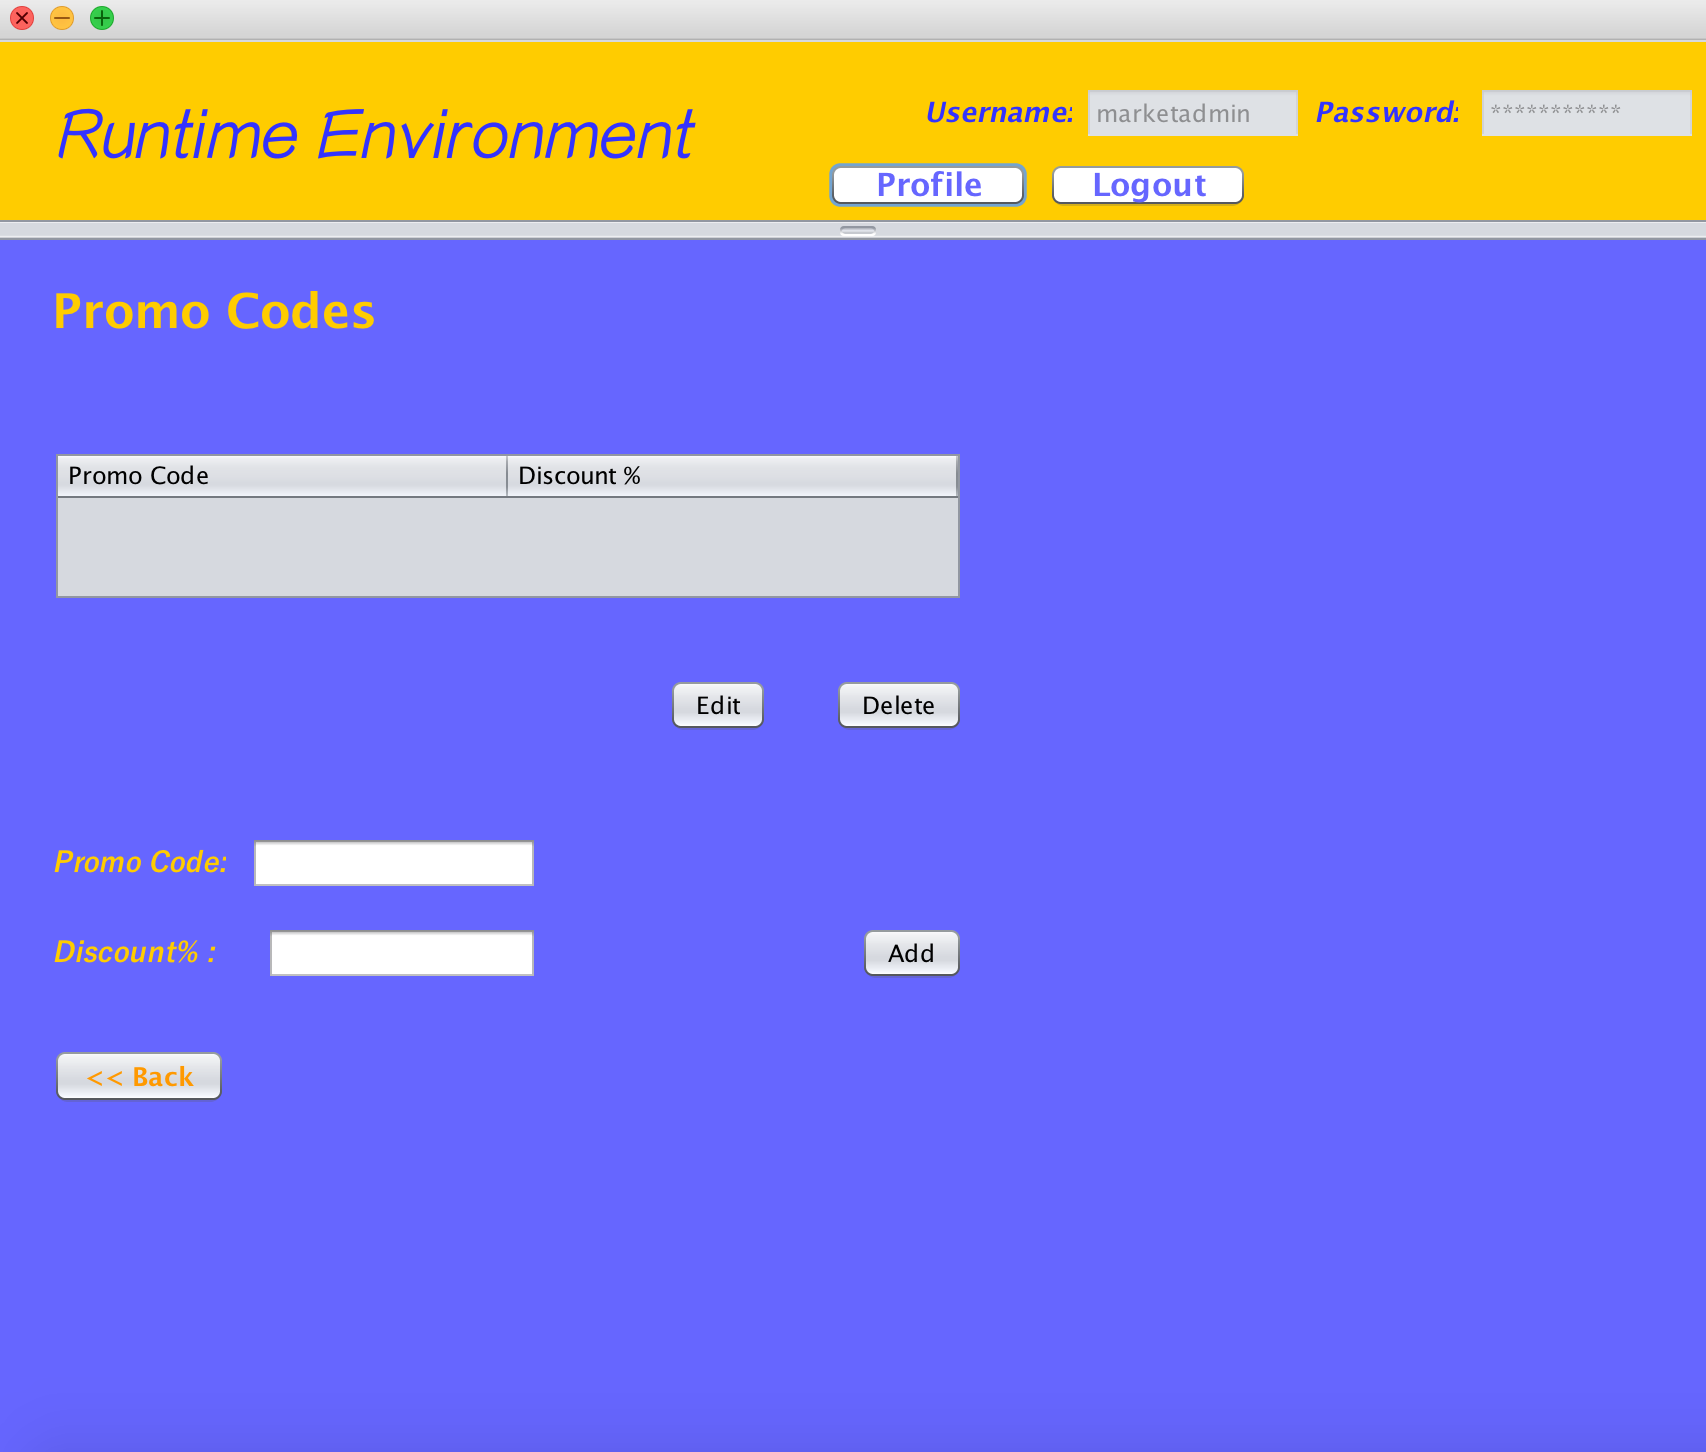 Runtime Environment
Username: marketadmin Password: ***********
Profile Logout
Promo Codes
Promo Code Discount %
Edit Delete
Promo Code:
Discount% :
Add
<< Back